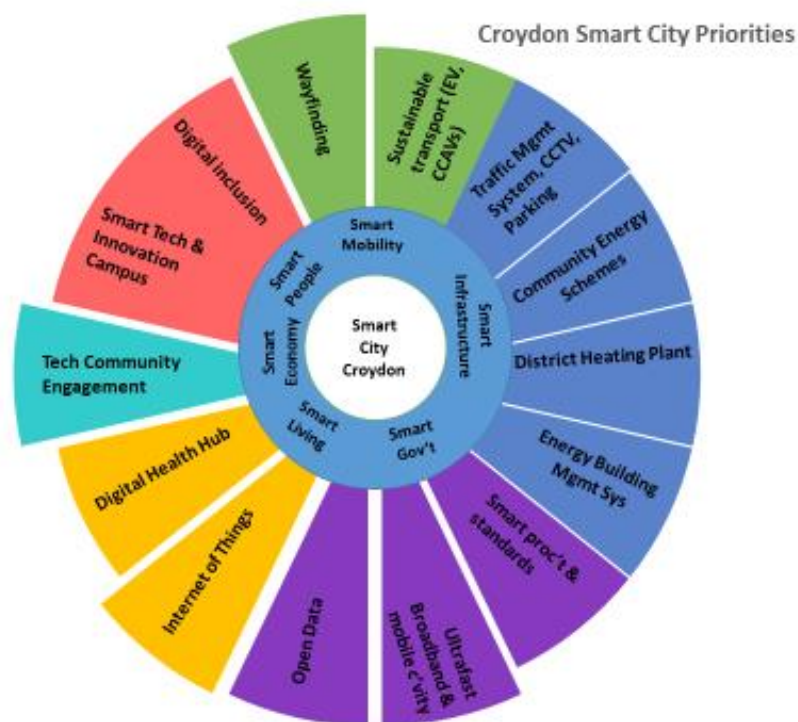 Croydon Smart City Priorities
Wayfinding
Sustainable
transport (EV,
CCAVs)
Traffic Mgmt
System, CCTV,
Parking
Community Energy
Schemes
District Heating Plant
Energy Building
Mgmt Sys
Smart proc't &
standards
Ultrafast
Broadband &
mobile c'vity
Open Data
Internet of Things
Digital Health Hub
Tech Community
Engagement
Smart Tech &
Innovation
Campus
Digital inclusion
Smart
Mobility
Smart
Infrastructure
Smart
Gov't
Smart
Living
Smart
Economy
Smart
People
Smart
City
Croydon